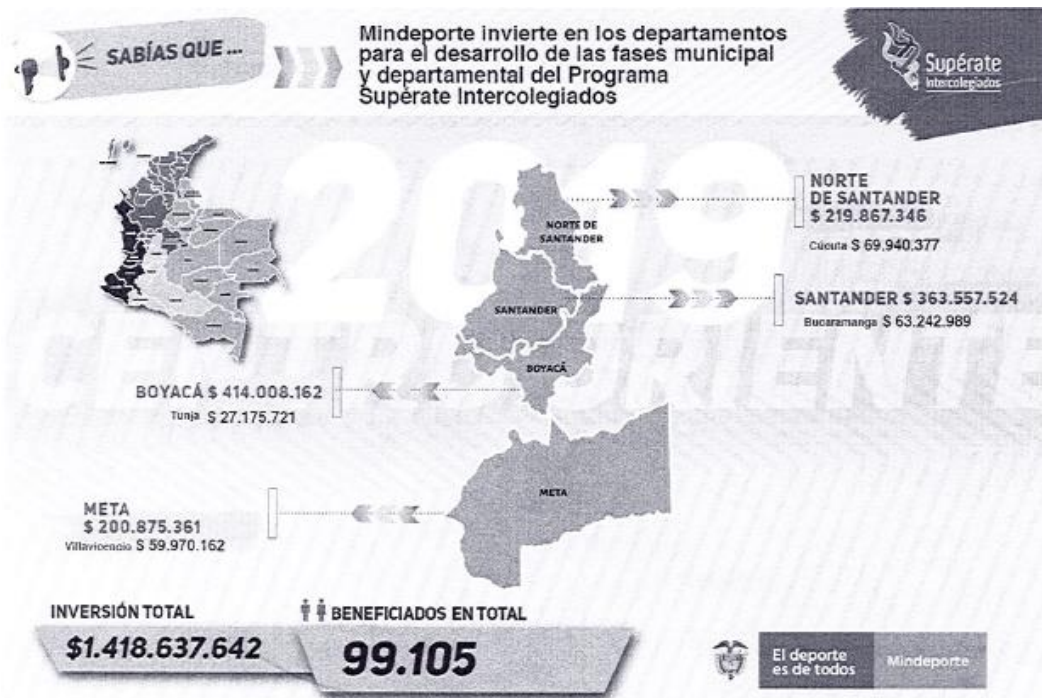 SABÍAS QUE ...
Mindeporte invierte en los departamentos
para el desarrollo de las fases municipal
y departamental del Programa
Supérate Intercolegiados
Supérate
Intercolegiados
2019
CENTRO ORIENTE
NORTE
DE SANTANDER
$ 219.867.346
Cúcuta $ 69.940.377
NORTE DE
SANTANDER
SANTANDER $ 363.557.524
Bucaramanga $ 63.242.989
SANTANDER
BOYACÁ
BOYACÁ $ 414.008.162
Tunja $ 27.175.721
META
META
$ 200.875.361
Villavicencio $ 59.970.162
INVERSIÓN TOTAL
$1.418.637.642
BENEFICIADOS EN TOTAL
99.105
El deporte
es de todos
Mindeporte